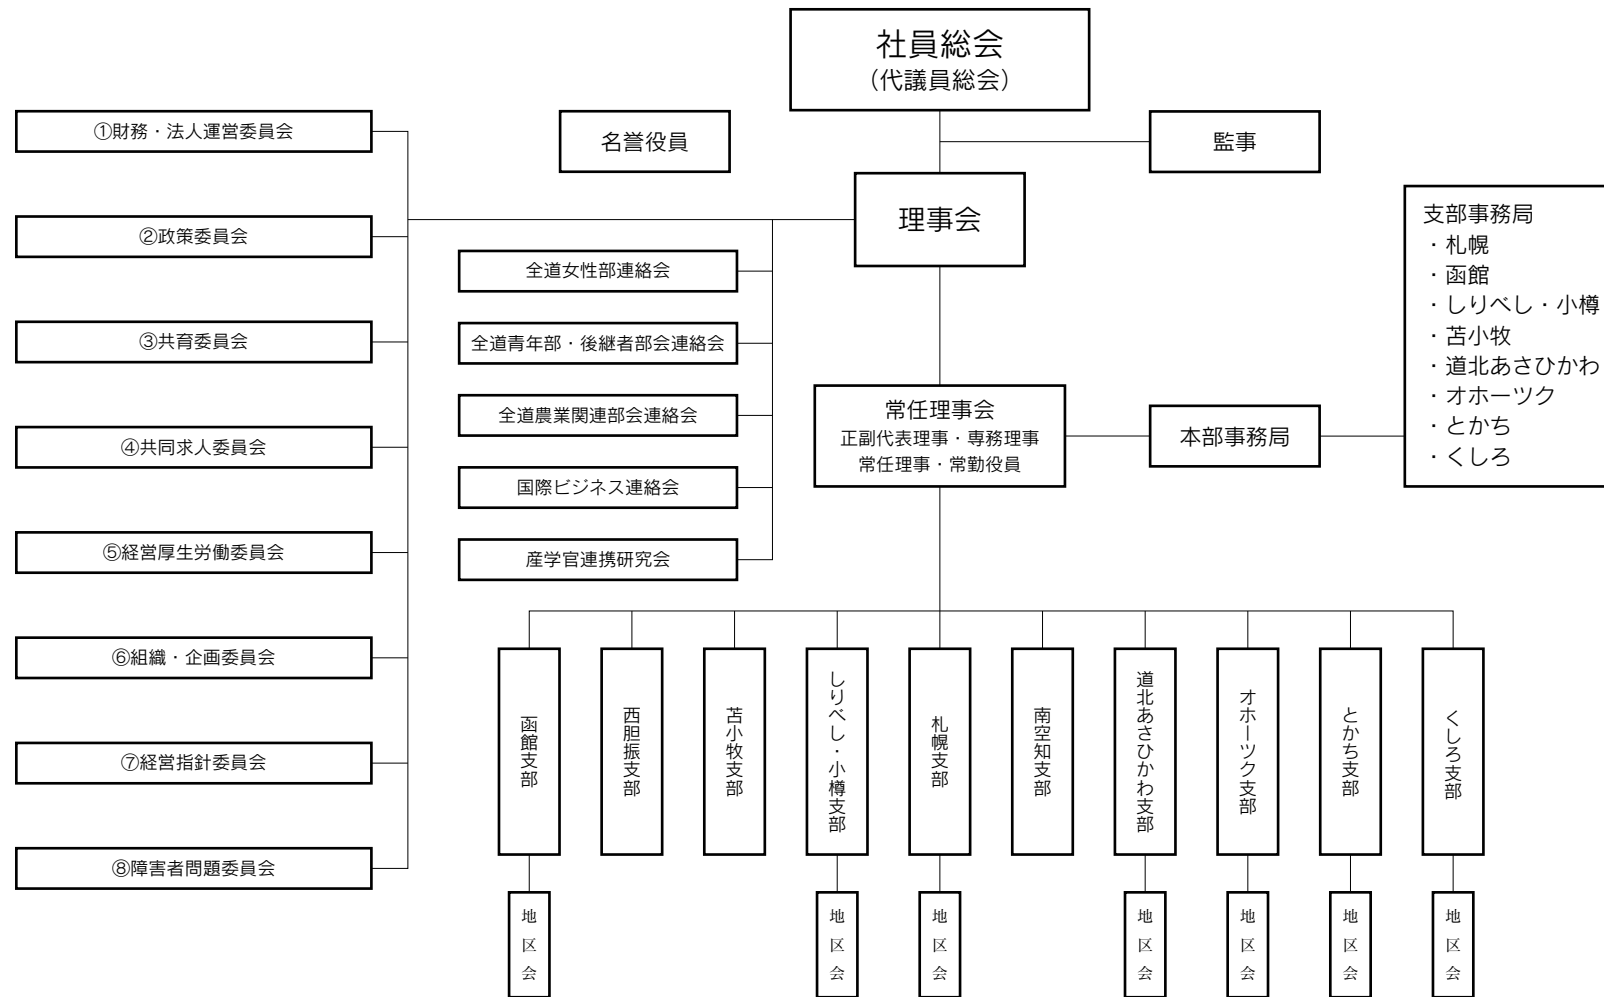 社員総会
（代議員総会）
名誉役員
監事
理事会
①財務・法人運営委員会
②政策委員会
③共育委員会
④共同求人委員会
⑤経営厚生労働委員会
⑥組織・企画委員会
⑦経営指針委員会
⑧障害者問題委員会
全道女性部連絡会
全道青年部・後継者部会連絡会
全道農業関連部会連絡会
国際ビジネス連絡会
産学官連携研究会
常任理事会
正副代表理事・専務理事
常任理事・常勤役員
本部事務局
支部事務局
・札幌
・函館
・しりべし・小樽
・苫小牧
・道北あさひかわ
・オホーツク
・とかち
・くしろ
函館支部
西胆振支部
苫小牧支部
しりべし・小樽支部
札幌支部
南空知支部
道北あさひかわ支部
オホーツク支部
とかち支部
くしろ支部
地区会
地区会
地区会
地区会
地区会
地区会
地区会